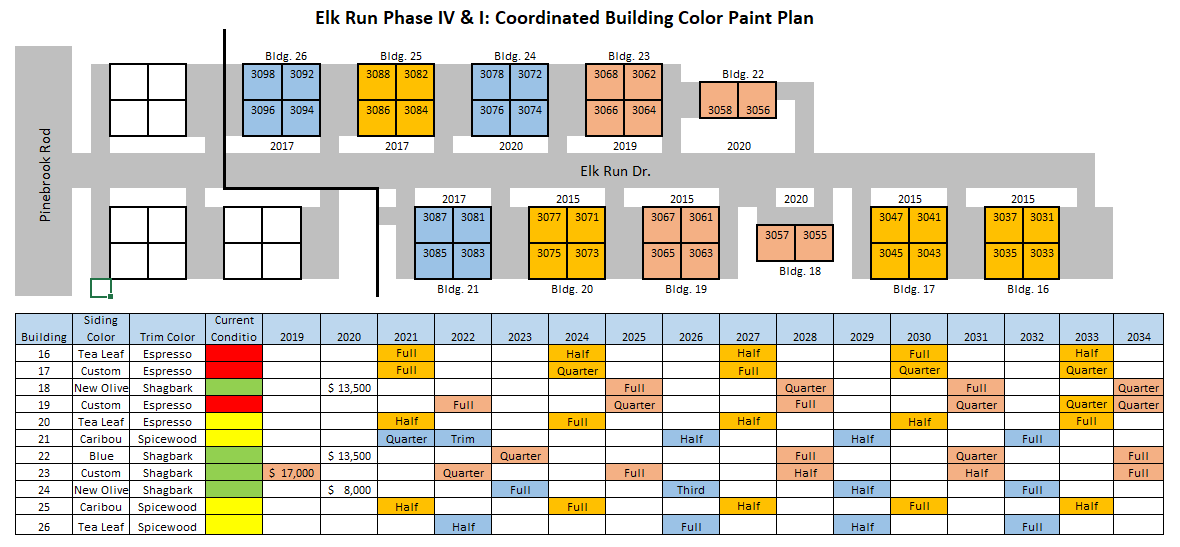 Elk Run Phase IV & I: Coordinated Building Color Paint Plan
Bldg. 26 Bldg. 25 Bldg. 24 Bldg. 23
Bldg. 22
3098 3092 3088 3082 3078 3072 3068 3062
3096 3094 3086 3084 3076 3074 3066 3064 3058 3056
2017 2017 2020 2019 2020
Pinebrook Rod
Elk Run Dr.
2017 2015 2015 2020 2015 2015
3087 3081 3077 3071 3067 3061 3047 3041 3037 3031
3057 3055
3085 3083 3075 3073 3065 3063 3045 3043 3035 3033
Bldg. 18
Bldg. 21 Bldg. 20 Bldg. 19 Bldg. 17 Bldg. 16
Siding Current
Building Color Trim Color Conditio 2019 2020 2021 2022 2023 2024 2025 2026 2027 2028 2029 2030 2031 2032 2033 2034
16 Tea Leaf Espresso Full Half Half Full Half
17 Custom Espresso Full Quarter Full Quarter Quarter
18 New Olive Shagbark $ 13,500 Full Quarter Full Quarter
19 Custom Espresso Full Quarter Full Quarter Quarter Quarter
20 Tea Leaf Espresso Half Full Half Half Full
21 Caribou Spicewood Quarter Trim Half Half Full
22 Blue Shagbark $ 13,500 Quarter Full Quarter Full
23 Custom Shagbark $ 17,000 Quarter Full Half Half Full
24 New Olive Shagbark $ 8,000 Full Third Half Full
25 Caribou Spicewood Half Full Half Full Half
26 Tea Leaf Spicewood Half Full Half Full